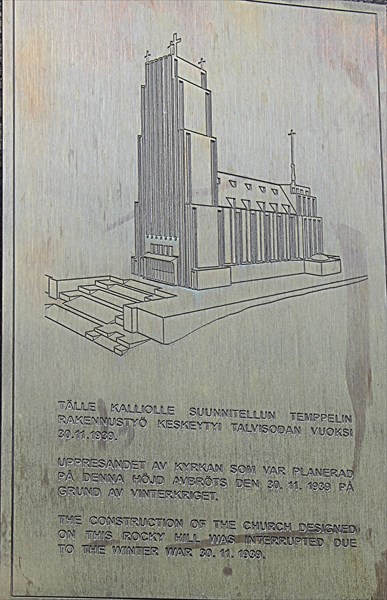 TÄLLE KALLIOLLE SUUNNITELLUN TEMPPELIN
RAKENNUSTYÖ KESKEYTYI TALVISODAN VUOKSI
30.11.1939.
UPPRESANDET AV KYRKAN SOM VAR PLANERAD
PÅ DENNA HÖJD AVBRÖTS DEN 30. 11. 1939 PÅ
GRUND AV VINTERKRIGET.
THE CONSTRUCTION OF THE CHURCH DESIGNED
ON THIS ROCKY HILL WAS INTERRUPTED DUE
TO THE WINTER WAR 30. 11. 1939.